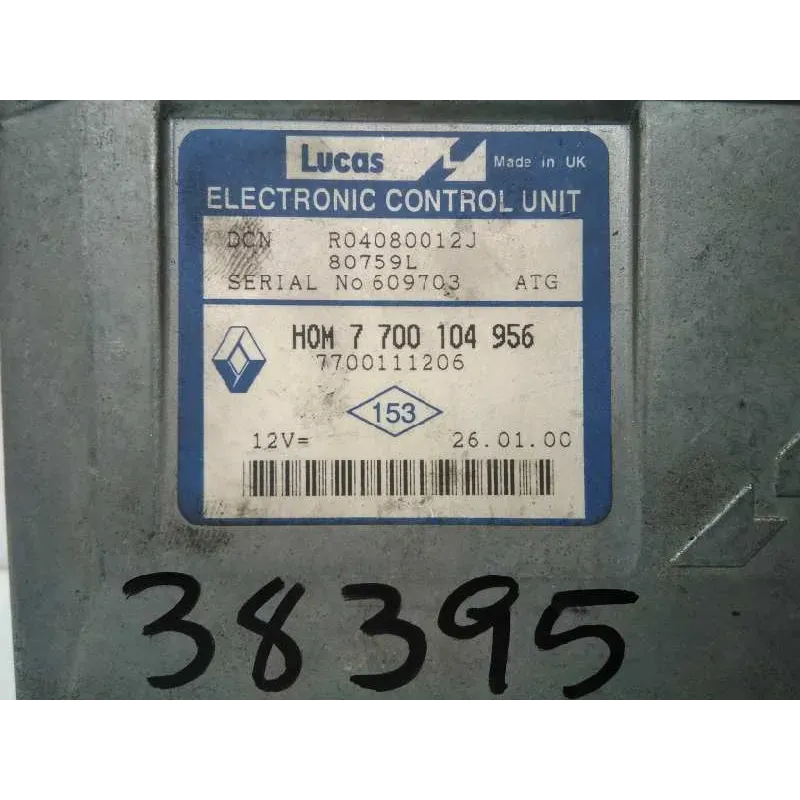 Lucas Made in UK
ELECTRONIC CONTROL UNIT
DCN R04080012J
80759L
SERIAL No 609703 ATG
HOM 7 700 104 956
7700111206
153
12V= 26.01.00
38395